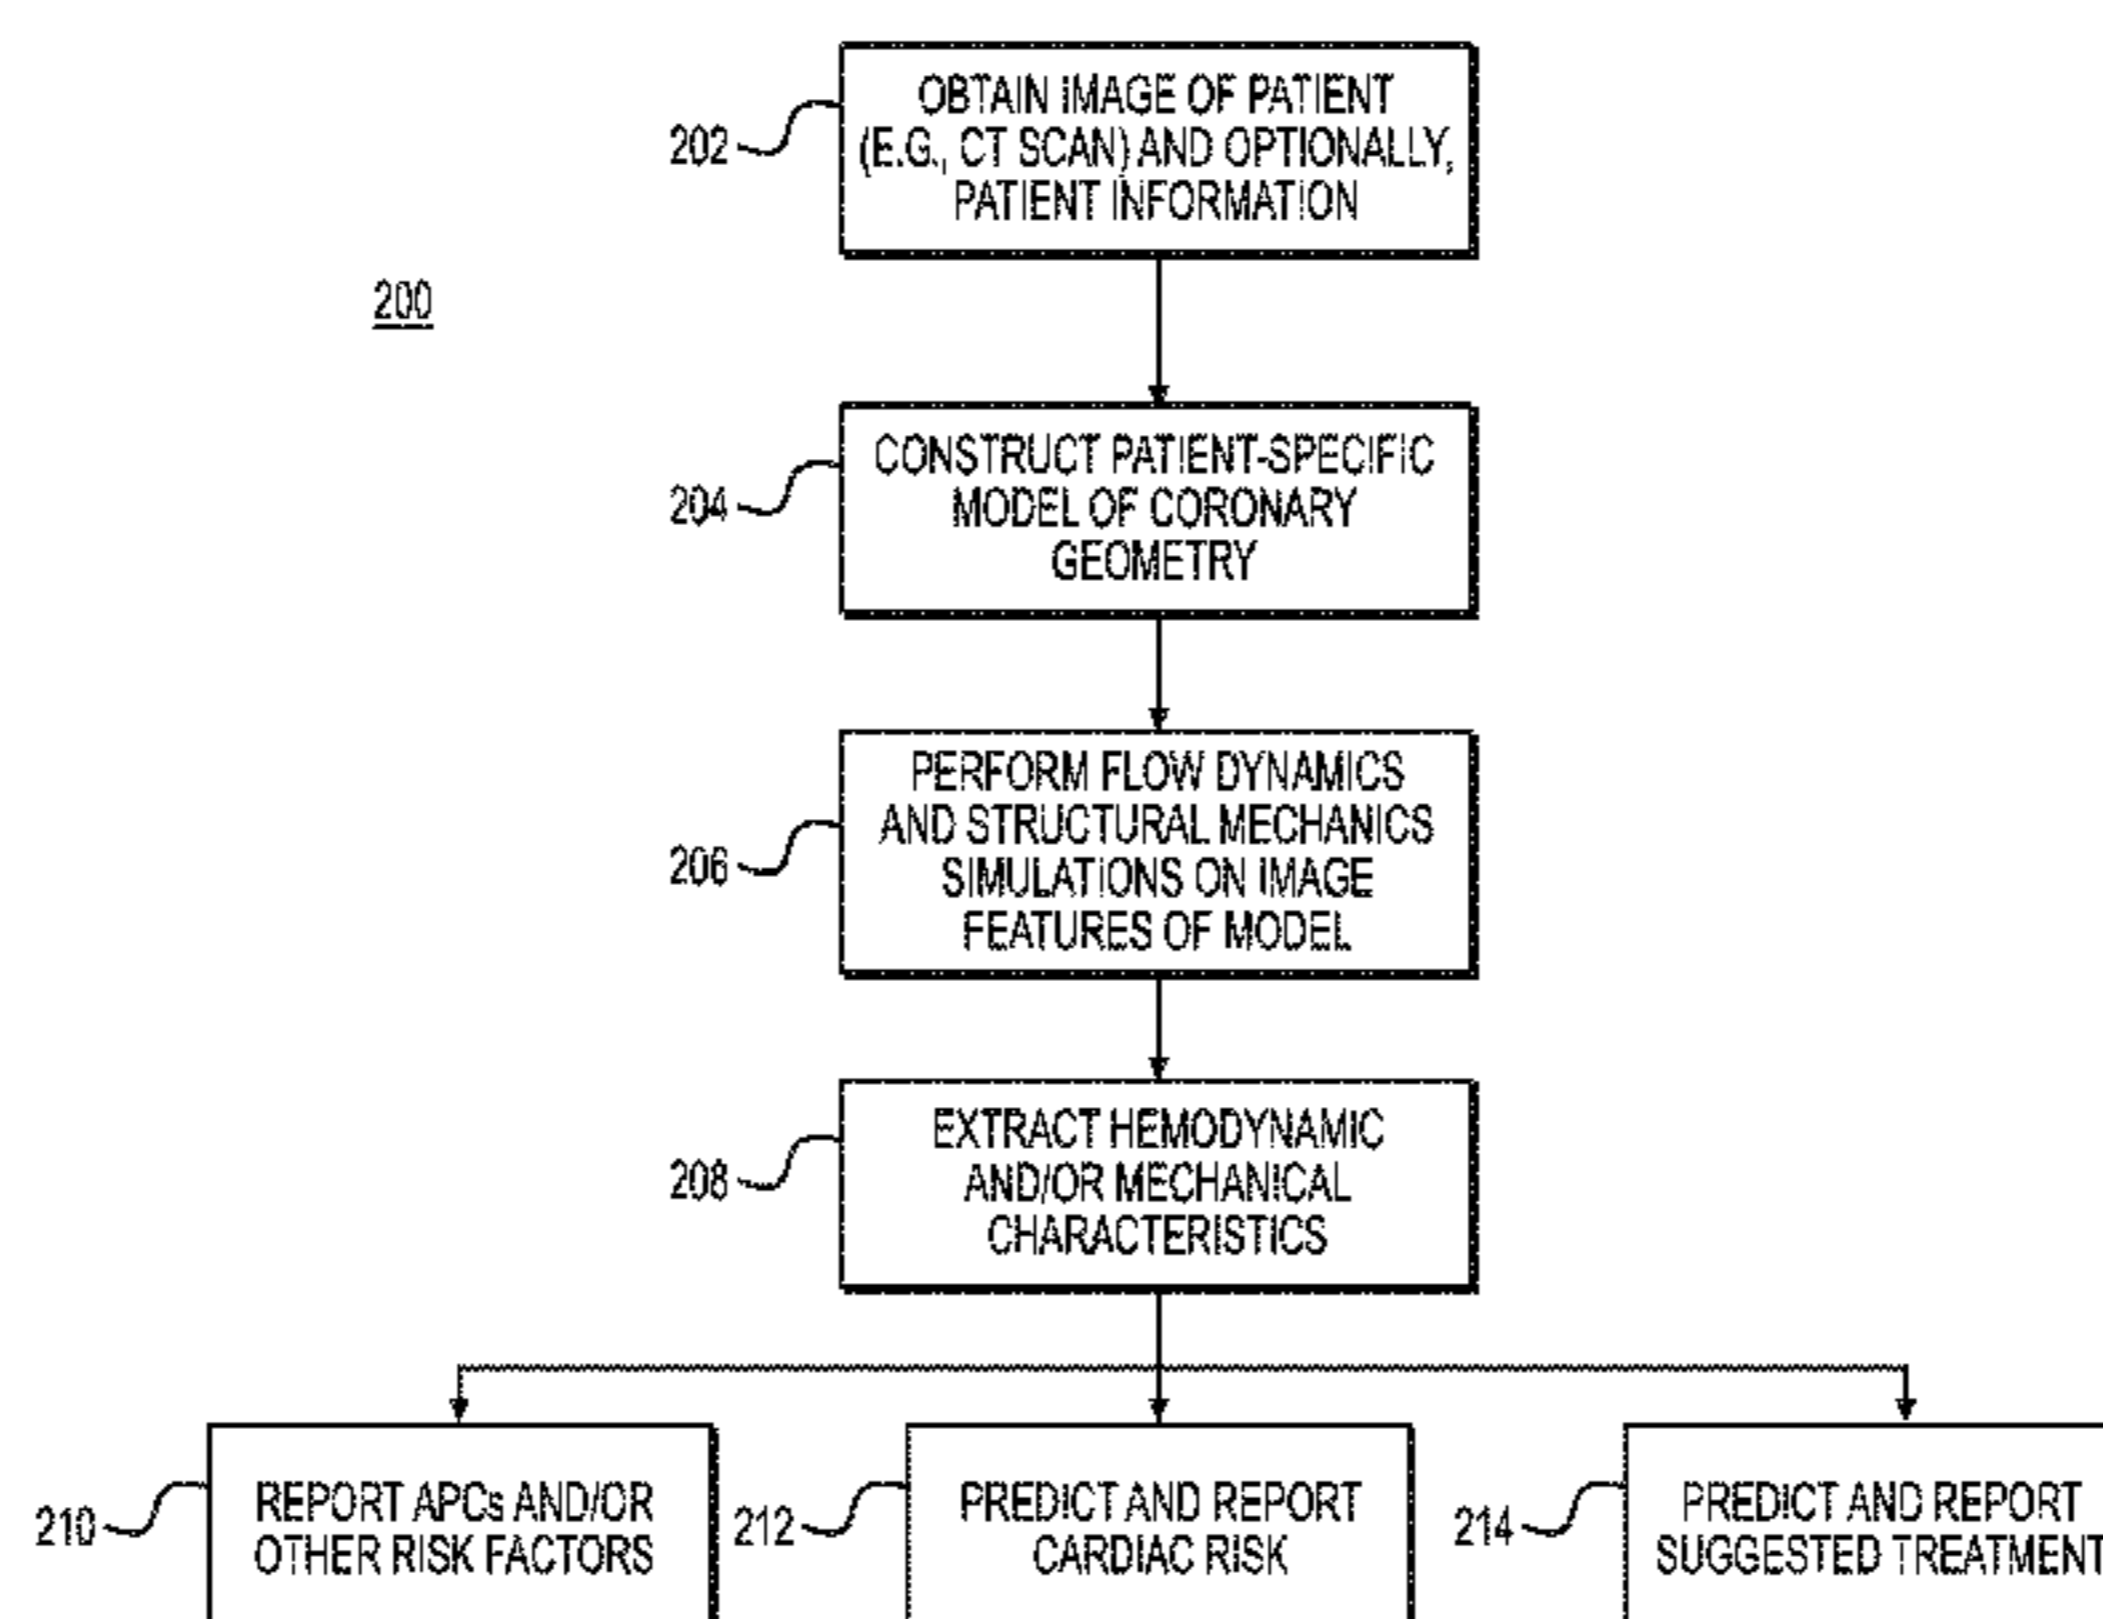 OBTAIN IMAGE OF PATIENT
(E.G., CT SCAN) AND OPTIONALLY,
PATIENT INFORMATION
202
200
CONSTRUCT PATIENT-SPECIFIC
MODEL OF CORONARY
GEOMETRY
204
PERFORM FLOW DYNAMICS
AND STRUCTURAL MECHANICS
SIMULATIONS ON IMAGE
FEATURES OF MODEL
206
EXTRACT HEMODYNAMIC
AND/OR MECHANICAL
CHARACTERISTICS
208
210
REPORT APCs AND/OR
OTHER RISK FACTORS
212
PREDICT AND REPORT
CARDIAC RISK
214
PREDICT AND REPORT
SUGGESTED TREATMENT